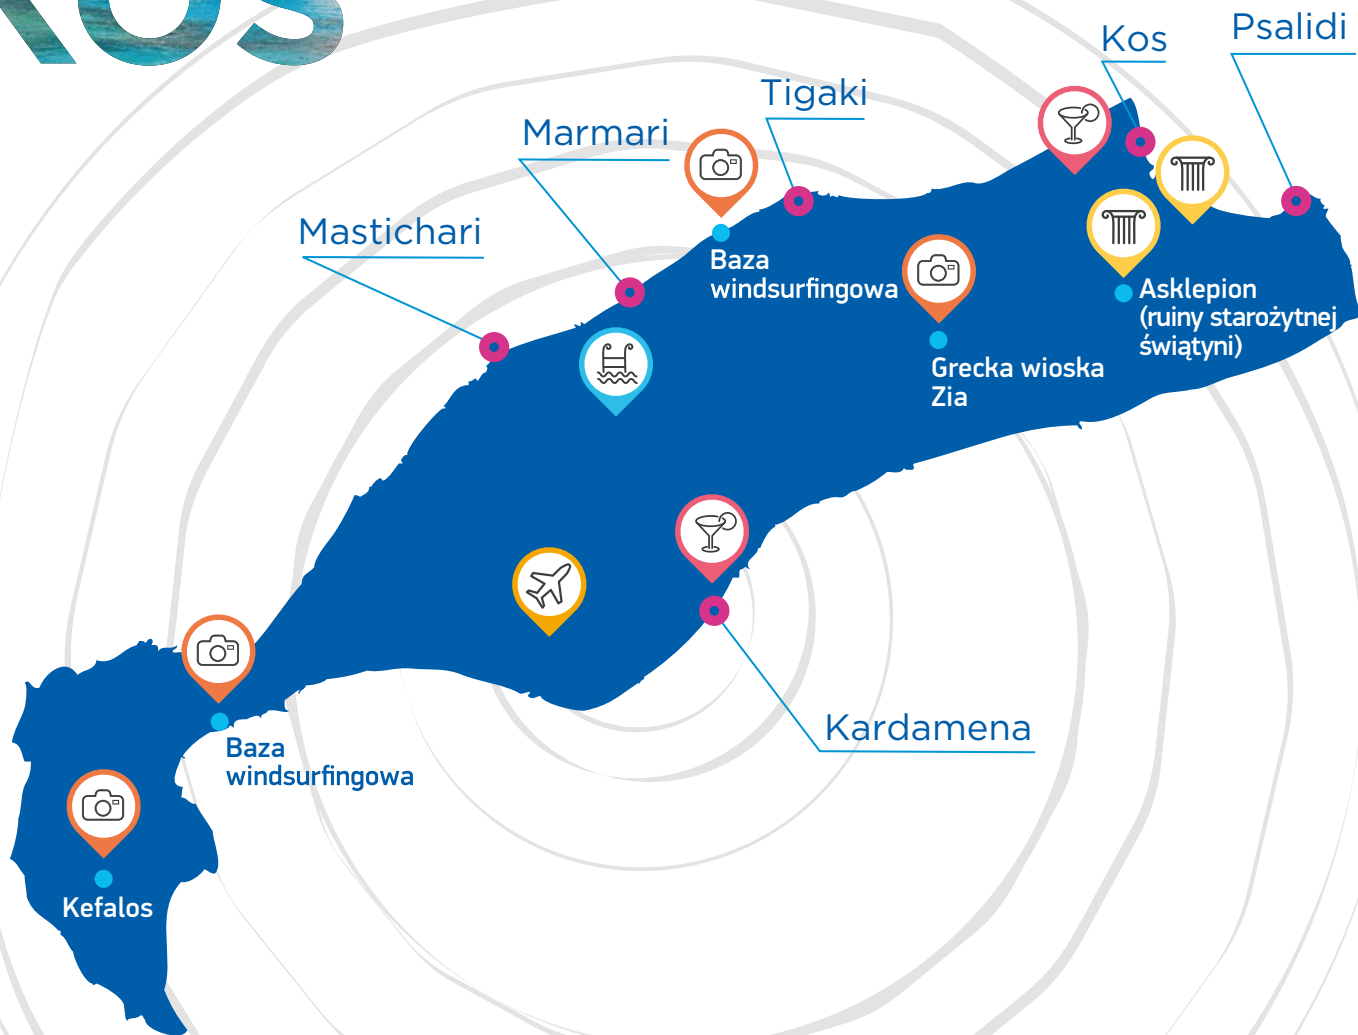 KOS
Psalidi
Kos
Tigaki
Marmari
Mastichari
Baza
windsurfingowa
Asklepion
(ruiny starożytnej
świątyni)
Grecka wioska
Zia
Kardamena
Baza
windsurfingowa
Kefalos